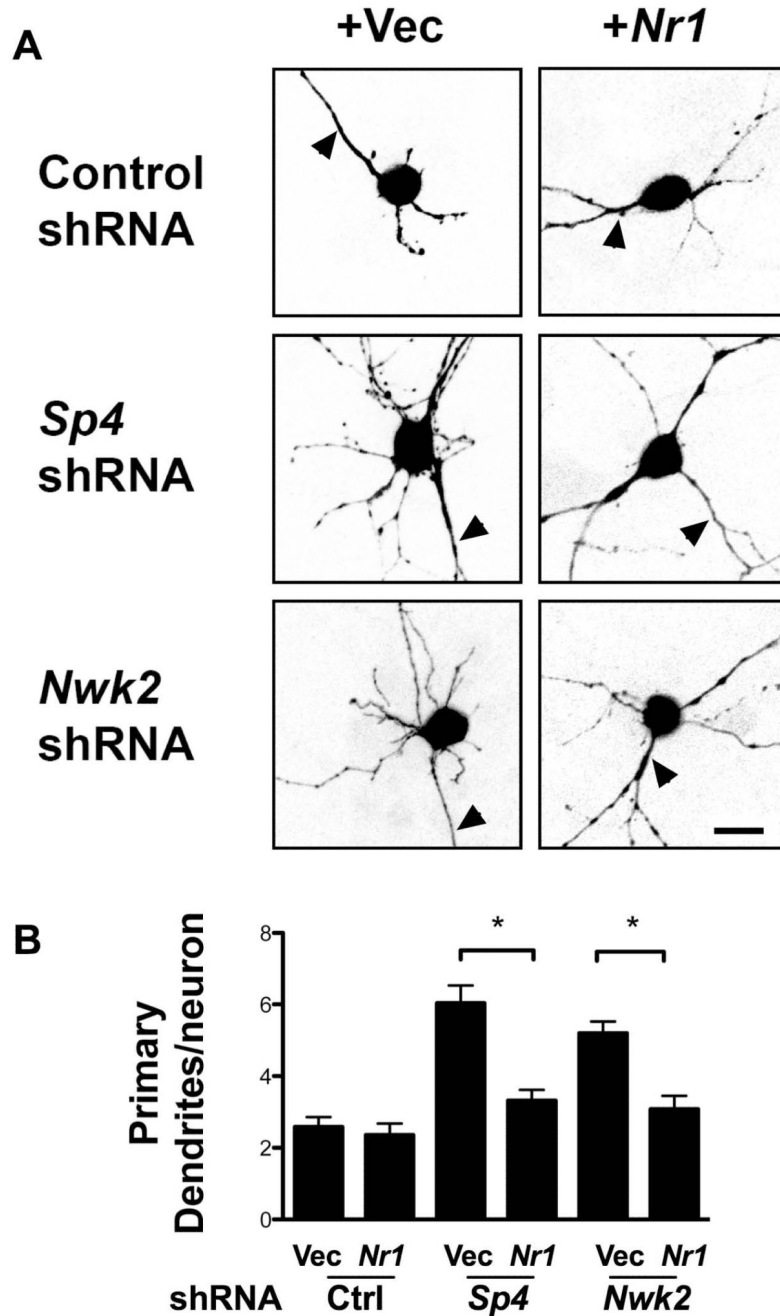 A
+Vec +Nr1
Control
shRNA
Sp4
shRNA
Nwk2
shRNA
B
Primary
Dendrites/neuron
8
6
4
2
0
* *
Vec Nr1 Vec Nr1 Vec Nr1
shRNA Ctrl Sp4 Nwk2